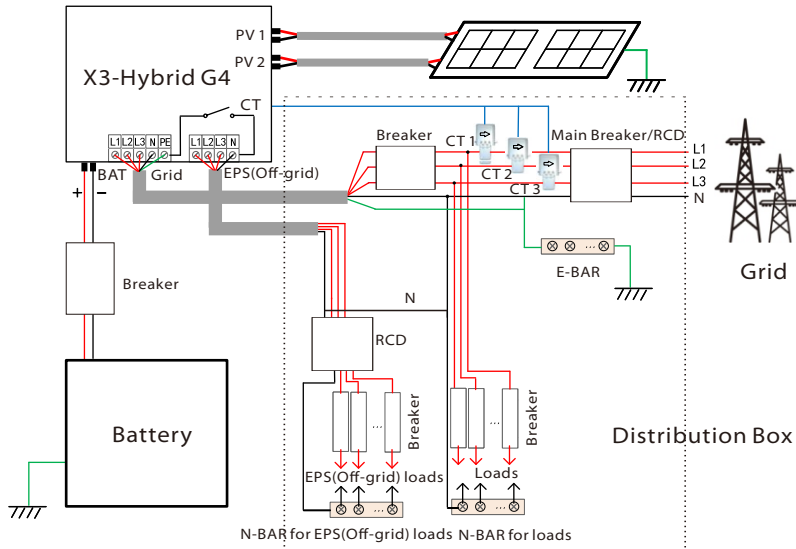 PV 1
PV 2
X3-Hybrid G4
CT
L1 L2 L3 N PE
L1 L2 L3 N
BAT
Grid
EPS(Off-grid)
+
−
Breaker
CT 1
CT 2
CT 3
Main Breaker/RCD
L1
L2
L3
N
Grid
E-BAR
...
Breaker
N
RCD
Battery
...
Breaker
...
Breaker
Distribution Box
EPS(Off-grid) loads
Loads
...
...
N-BAR for EPS(Off-grid) loads
N-BAR for loads